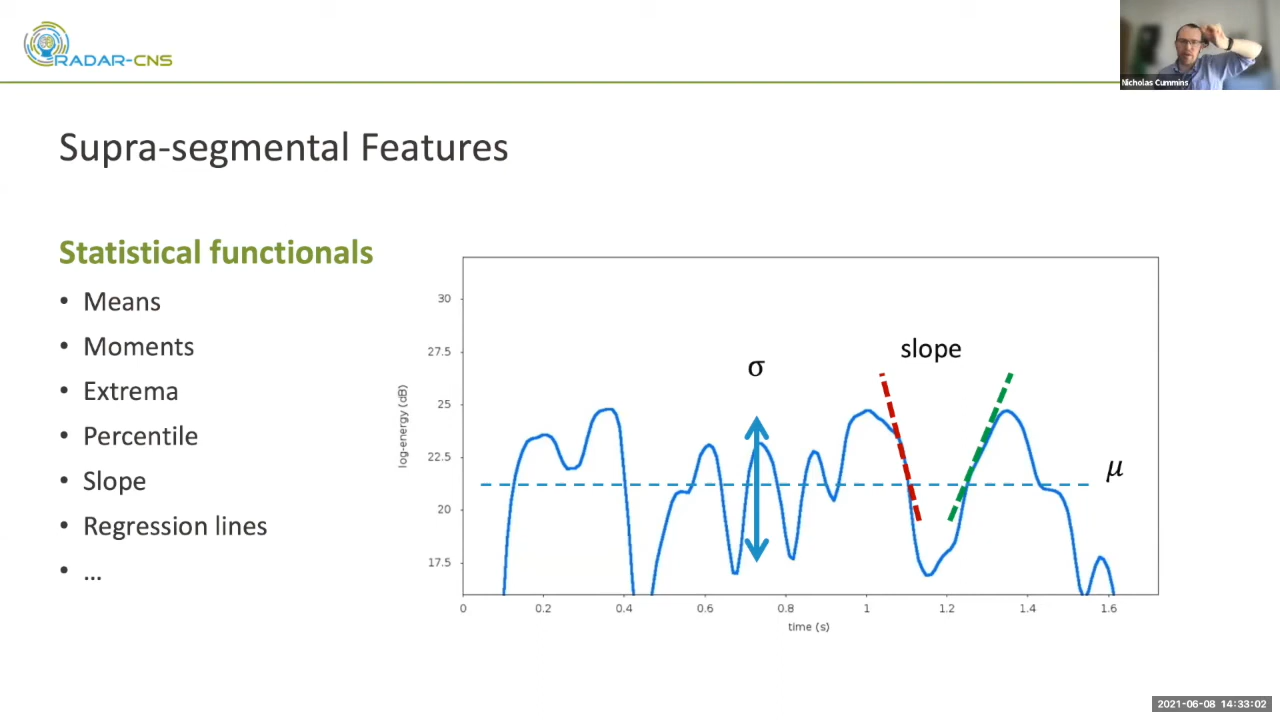 RADAR-CNS
Nicholas Cummins
Supra-segmental Features
Statistical functionals
• Means
• Moments
• Extrema
• Percentile
• Slope
• Regression lines
• ...
30
27.5
25
22.5
20
17.5
log-energy (dB)
σ
slope
μ
0
0.2
0.4
0.6
0.8
1
1.2
1.4
1.6
time (s)
2021-06-08 14:33:02